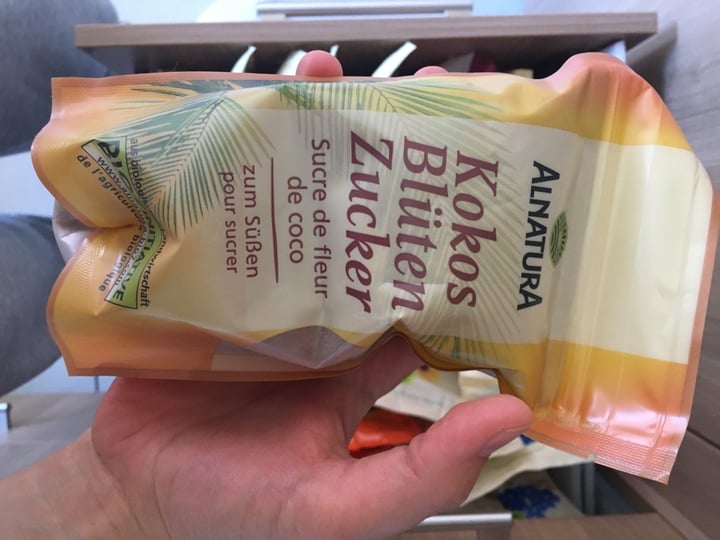 ALNATURA
Kokos
Blüten
Zucker
Sucre de fleur
de coco
zum Süßen
pour sucrer